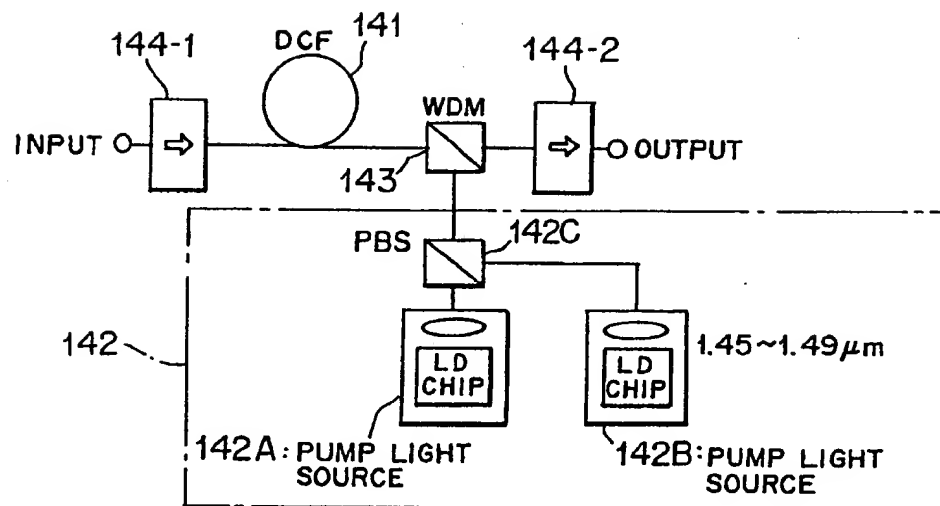 144-1
DCF
141
144-2
WDM
INPUT
OUTPUT
143
PBS
142C
142
LD
CHIP
LD
CHIP
1.45~1.49μm
142A: PUMP LIGHT
SOURCE
142B: PUMP LIGHT
SOURCE